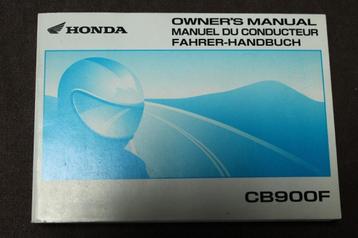 HONDA
OWNER'S MANUAL
MANUEL DU CONDUCTEUR
FAHRER-HANDBUCH
CB900F